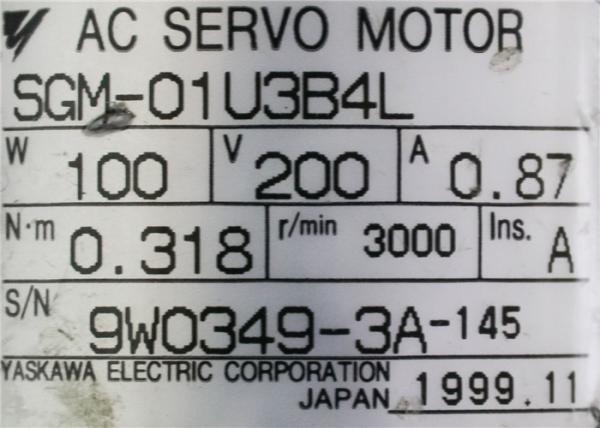 AC SERVO MOTOR
SGM-01U3B4L
W 100 V 200 A 0.87
N·m 0.318 r/min 3000 Ins. A
S/N 9W0349-3A-145
YASKAWA ELECTRIC CORPORATION
JAPAN 1999.11